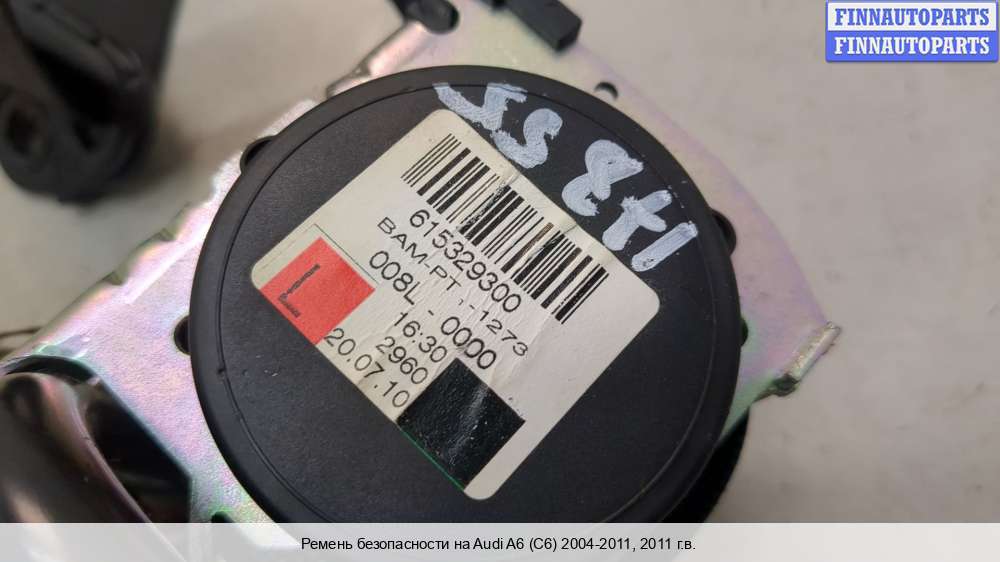 FINNAUTOPARTS
FINNAUTOPARTS
615329300
BAM-PT 1-1273
008L - 0000
16:30
2960
20.07.10
L
Ремень безопасности на Audi A6 (C6) 2004-2011, 2011 г.в.